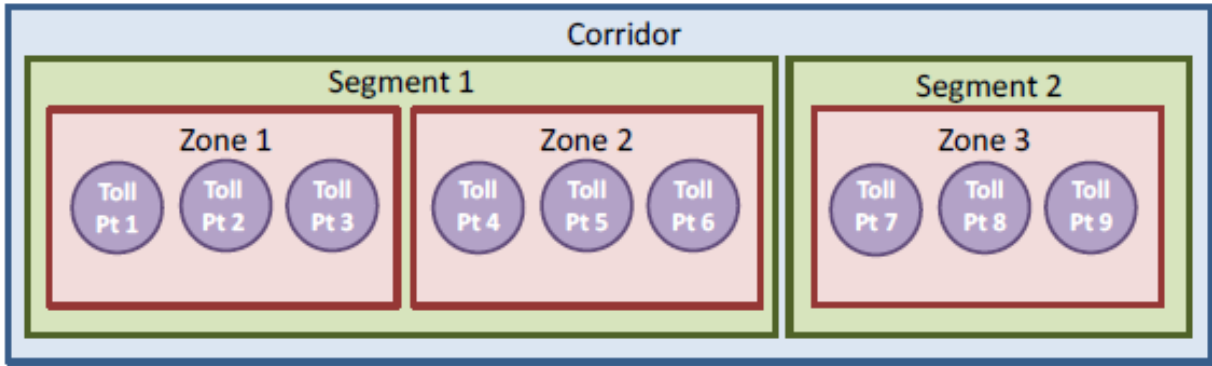 Corridor
Segment 1
Segment 2
Zone 1
Zone 2
Zone 3
Toll
Pt 1
Toll
Pt 2
Toll
Pt 3
Toll
Pt 4
Toll
Pt 5
Toll
Pt 6
Toll
Pt 7
Toll
Pt 8
Toll
Pt 9